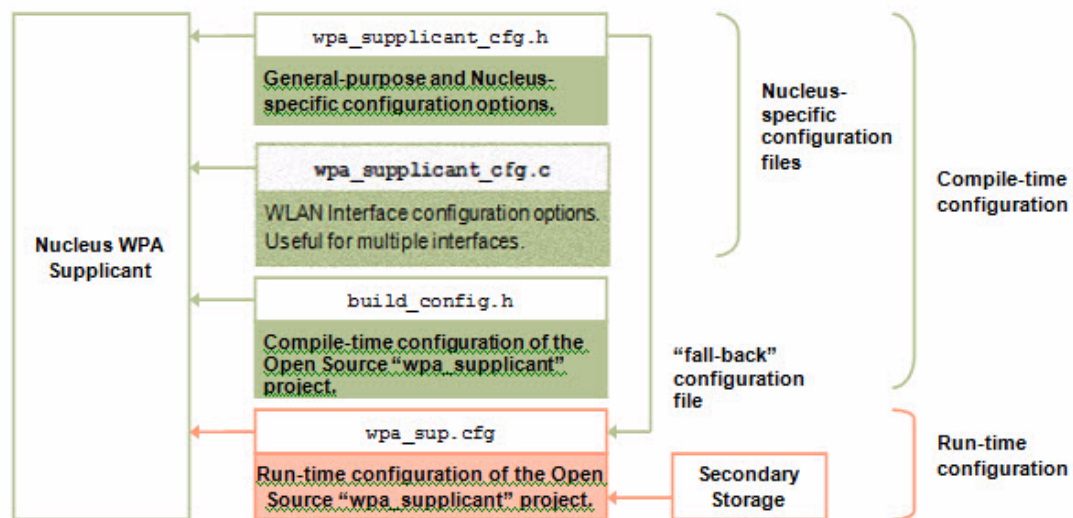 Nucleus WPA
Supplicant
wpa_supplicant_cfg.h
General-purpose and Nucleus-
specific configuration options.
wpa_supplicant_cfg.c
WLAN Interface configuration options.
Useful for multiple interfaces.
build_config.h
Compile-time configuration of the
Open Source “wpa_supplicant”
project.
wpa_sup.cfg
Run-time configuration of the Open
Source “wpa_supplicant” project.
Secondary
Storage
“fall-back”
configuration
file
Nucleus-
specific
configuration
files
Compile-time
configuration
Run-time
configuration